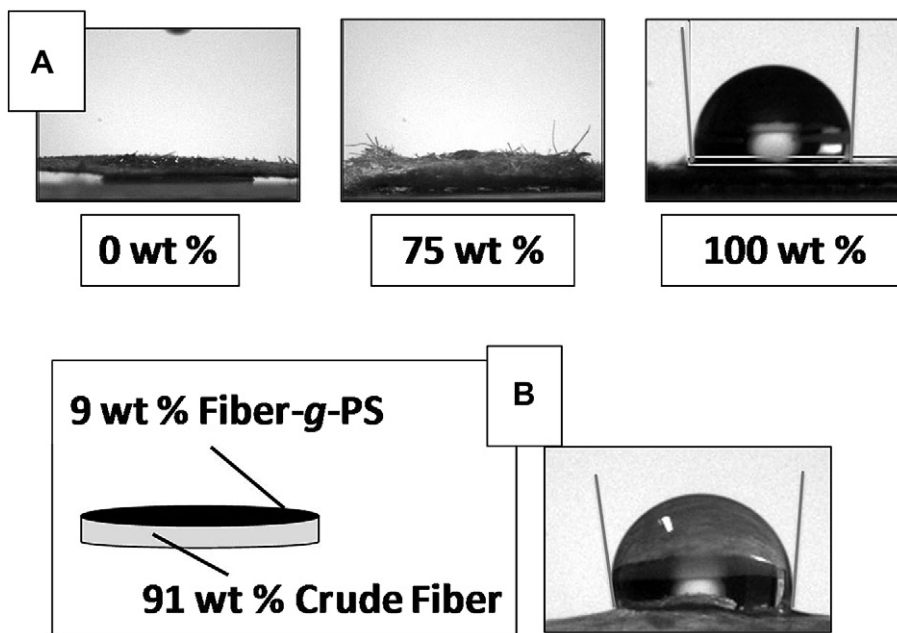 A
0 wt %
75 wt %
100 wt %
B
9 wt % Fiber-g-PS
91 wt % Crude Fiber